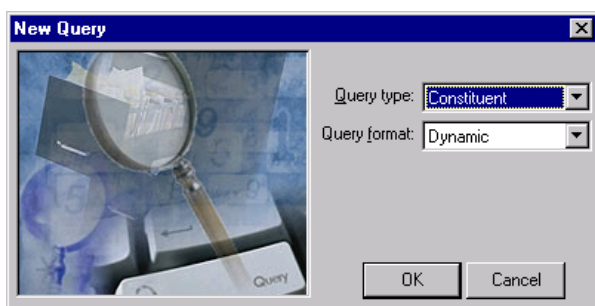 New Query
Query type: Constituent
Query format: Dynamic
Query
OK Cancel